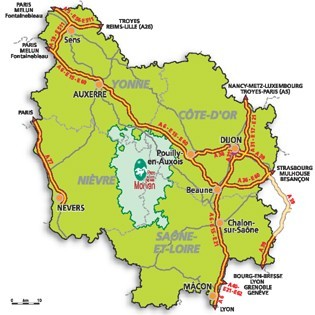 PARIS
MELUN
Fontainebleau
TROYES
REIMS-LILLE (A26)
Sens
PARIS
MELUN
Fontainebleau
YONNE
AUXERRE
NANCY-METZ-LUXEMBOURG
TROYES-PARIS (A5)
CÔTE-D'OR
PARIS
DIJON
Pouilly-
en-Auxois
STRASBOURG
MULHOUSE
BESANÇON
NIÈVRE
Morvan
Beaune
NEVERS
Chalon-
sur-Saône
SAÔNE-
ET-LOIRE
BOURG-EN-BRESSE
LYON
GRENOBLE
GENÈVE
MÂCON
LYON